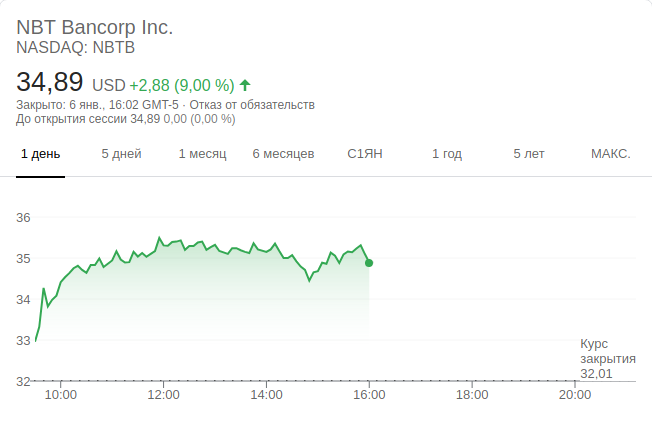 NBT Bancorp Inc.
NASDAQ: NBTB
34,89 USD +2,88 (9,00 %)
Закрыто: 6 янв., 16:02 GMT-5 · Отказ от обязательств
До открытия сессии 34,89 0,00 (0,00 %)
1 день 5 дней 1 месяц 6 месяцев С1ЯН 1 год 5 лет МАКС.
36
35
34
33
Курс
закрытия
32,01
32
10:00 12:00 14:00 16:00 18:00 20:00